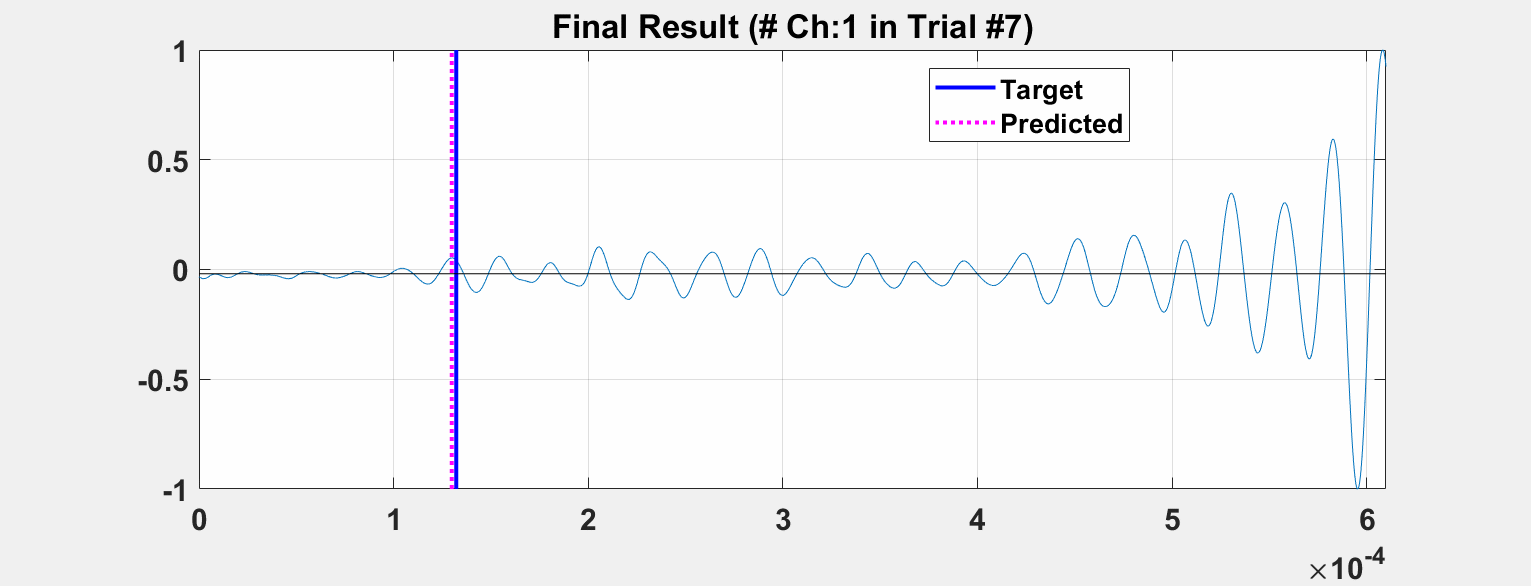 Final Result (# Ch:1 in Trial #7)
1
Target
Predicted
0.5
0
-0.5
-1
0 1 2 3 4 5 6
×10-4